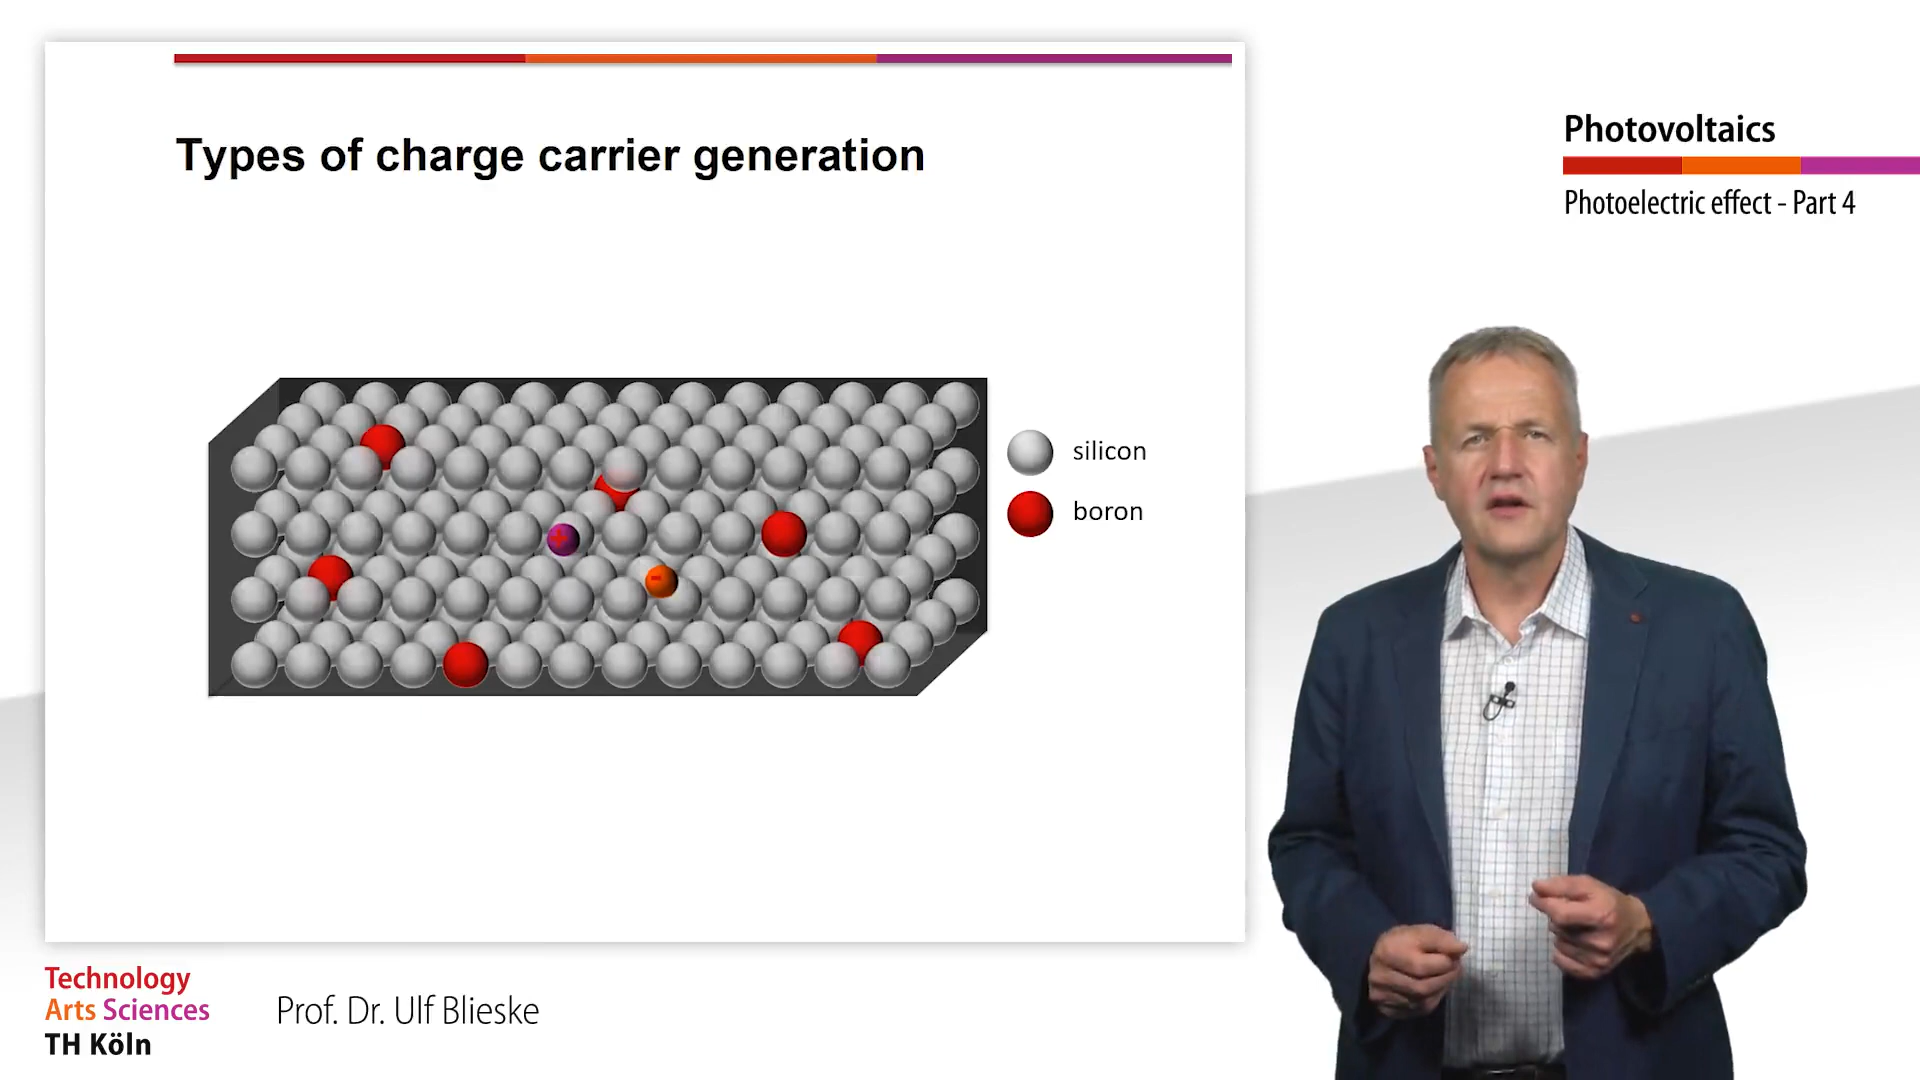 Types of charge carrier generation
silicon
boron
+
-
Photovoltaics
Photoelectric effect - Part 4
Technology
Arts Sciences
TH Köln
Prof. Dr. Ulf Blieske